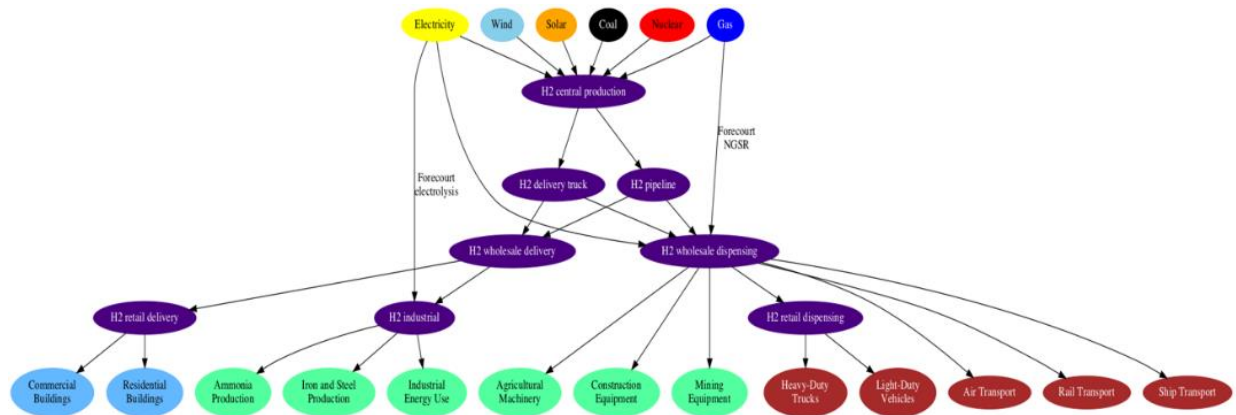 Electricity
Wind
Solar
Coal
Nuclear
Gas
H2 central production
Forecourt
NGSR
Forecourt
electrolysis
H2 delivery truck
H2 pipeline
H2 wholesale delivery
H2 wholesale dispensing
H2 retail delivery
H2 industrial
H2 retail dispensing
Commercial
Buildings
Residential
Buildings
Ammonia
Production
Iron and Steel
Production
Industrial
Energy Use
Agricultural
Machinery
Construction
Equipment
Mining
Equipment
Heavy-Duty
Trucks
Light-Duty
Vehicles
Air Transport
Rail Transport
Ship Transport